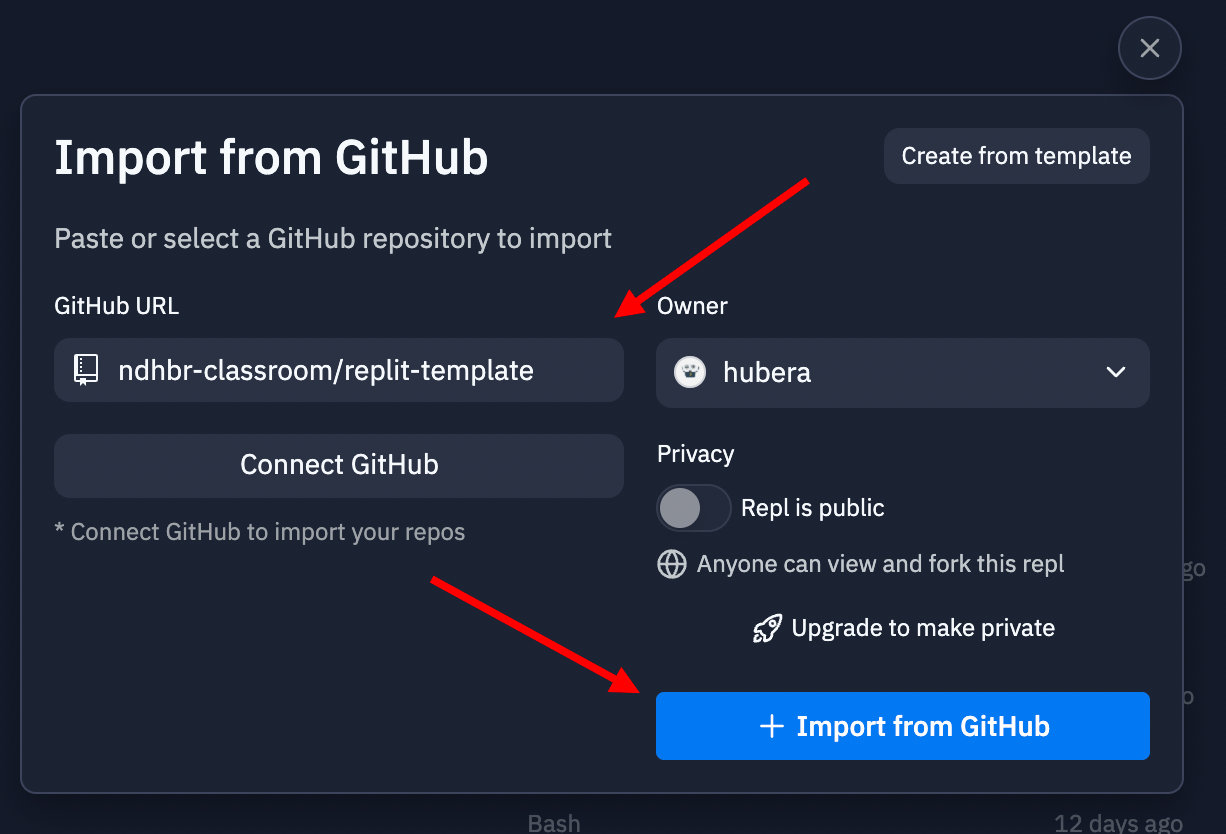 Import from GitHub
Create from template
Paste or select a GitHub repository to import
GitHub URL
ndhbr-classroom/replit-template
Connect GitHub
* Connect GitHub to import your repos
Owner
hubera
Privacy
Repl is public
Anyone can view and fork this repl
Upgrade to make private
+ Import from GitHub
go
o
Bash
12 days ago